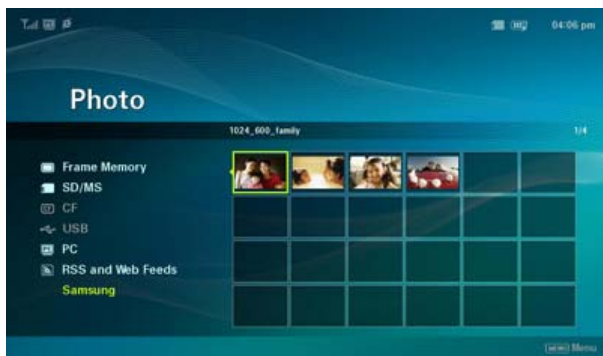 04:06 pm
Photo
1024_600_family
1/4
Frame Memory
SD/MS
CF
USB
PC
RSS and Web Feeds
Samsung
Menu